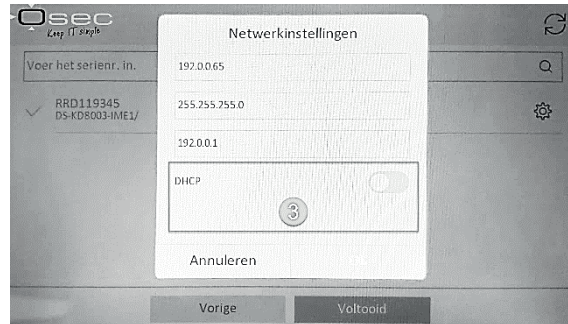 Osec
Keep IT simple
Netwerkinstellingen
Voer het serienr. in.
192.0.0.65
255.255.255.0
RRD119345
DS-KD8003-IME1/
192.0.0.1
DHCP
3
Annuleren
Vorige
Voltooid